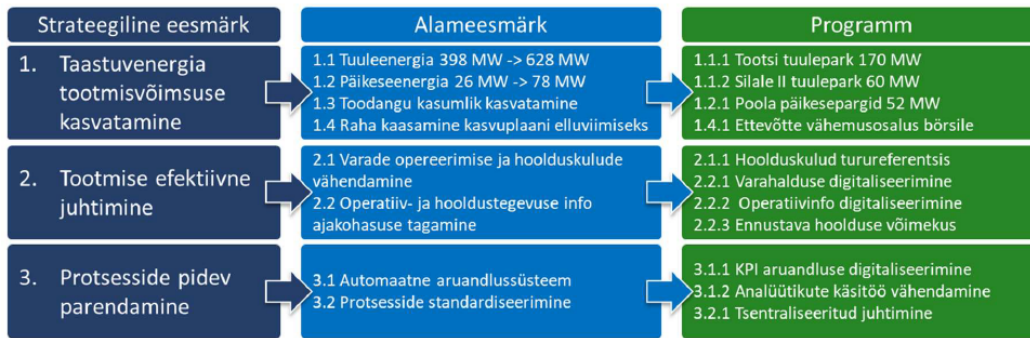 Strateegiline eesmärk
Alameesmärk
Programm
1. Taastuvenergia
tootmisvõimsuse
kasvatamine
1.1 Tuuleenergia 398 MW -> 628 MW
1.2 Päikeseenergia 26 MW -> 78 MW
1.3 Toodangu kasumlik kasvatamine
1.4 Raha kaasamine kasvuplaani elluviimiseks
1.1.1 Tootsi tuulepark 170 MW
1.1.2 Silale II tuulepark 60 MW
1.2.1 Poola päikesepargid 52 MW
1.4.1 Ettevõtte vähemusosalus börsile
2. Tootmise efektiivne
juhtimine
2.1 Varade opereerimise ja hoolduskulude
vähendamine
2.2 Operatiiv- ja hooldustegevuse info
ajakohasuse tagamine
2.1.1 Hoolduskulud turureferentsis
2.2.1 Varahalduse digitaliseerimine
2.2.2 Operatiivinfo digitaliseerimine
2.2.3 Ennustava hoolduse võimekus
3. Protsesside pidev
parendamine
3.1 Automaatne aruandlussüsteem
3.2 Protsesside standardiseerimine
3.1.1 KPI aruandluse digitaliseerimine
3.1.2 Analüütikute käsitöö vähendamine
3.2.1 Tsentraliseeritud juhtimine